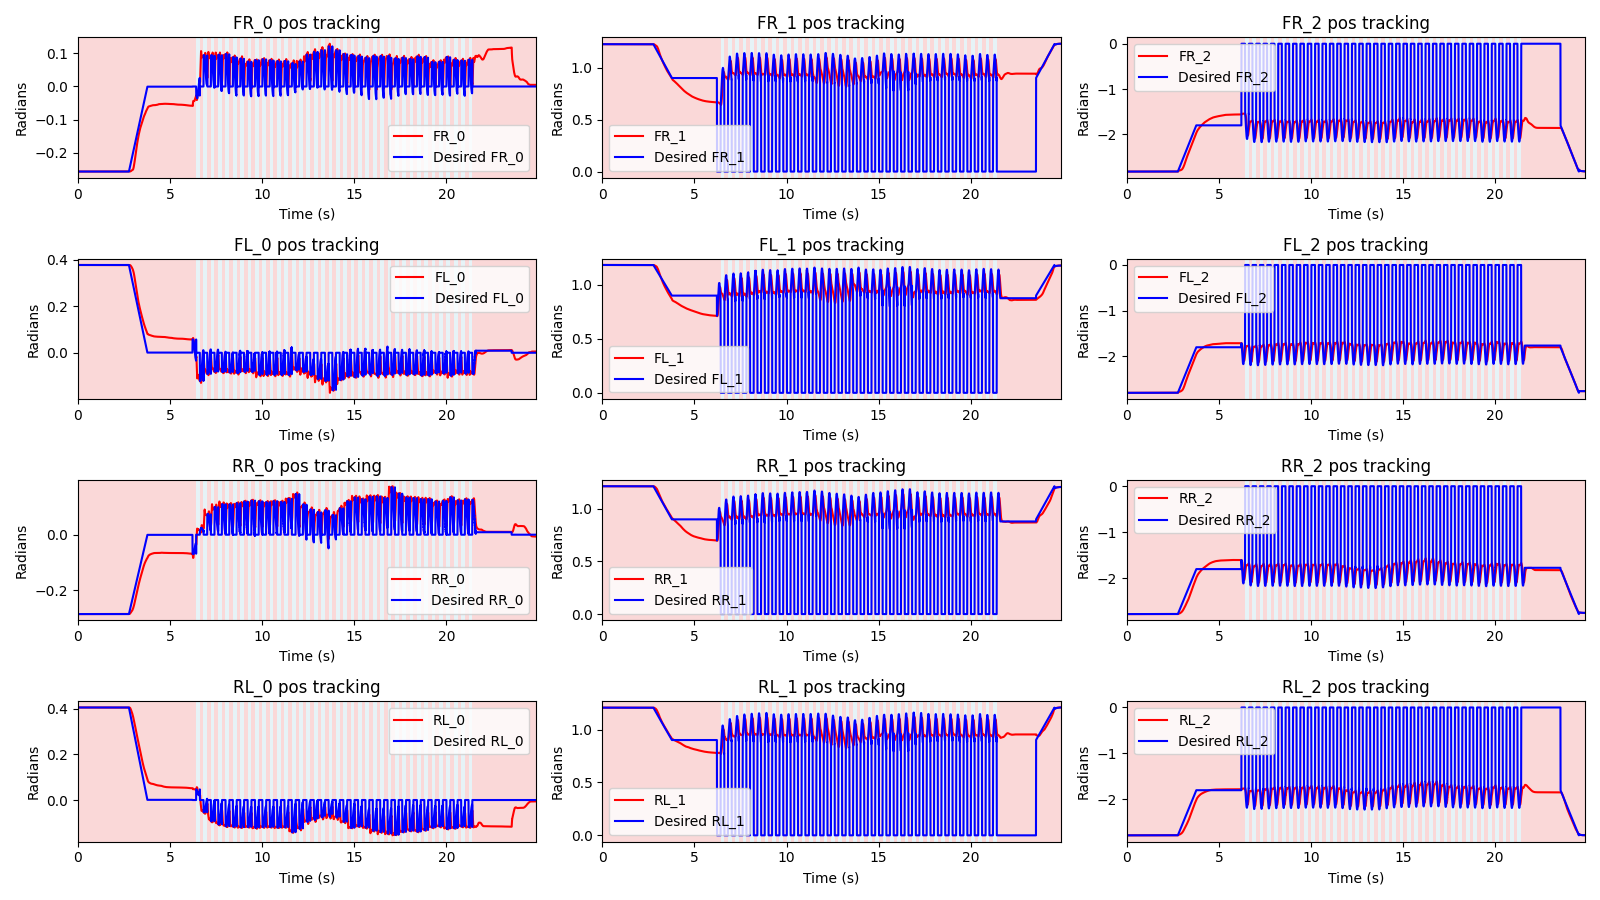 FR_0 pos tracking
0.1
0.0
−0.1
−0.2
Radians
FR_0
Desired FR_0
0 5 10 15 20
Time (s)
FR_1 pos tracking
1.0
0.5
0.0
Radians
FR_1
Desired FR_1
0 5 10 15 20
Time (s)
FR_2 pos tracking
0
−1
−2
Radians
FR_2
Desired FR_2
0 5 10 15 20
Time (s)
FL_0 pos tracking
0.4
0.2
0.0
Radians
FL_0
Desired FL_0
0 5 10 15 20
Time (s)
FL_1 pos tracking
1.0
0.5
0.0
Radians
FL_1
Desired FL_1
0 5 10 15 20
Time (s)
FL_2 pos tracking
0
−1
−2
Radians
FL_2
Desired FL_2
0 5 10 15 20
Time (s)
RR_0 pos tracking
0.0
−0.2
Radians
RR_0
Desired RR_0
0 5 10 15 20
Time (s)
RR_1 pos tracking
1.0
0.5
0.0
Radians
RR_1
Desired RR_1
0 5 10 15 20
Time (s)
RR_2 pos tracking
0
−1
−2
Radians
RR_2
Desired RR_2
0 5 10 15 20
Time (s)
RL_0 pos tracking
0.4
0.2
0.0
Radians
RL_0
Desired RL_0
0 5 10 15 20
Time (s)
RL_1 pos tracking
1.0
0.5
0.0
Radians
RL_1
Desired RL_1
0 5 10 15 20
Time (s)
RL_2 pos tracking
0
−1
−2
Radians
RL_2
Desired RL_2
0 5 10 15 20
Time (s)